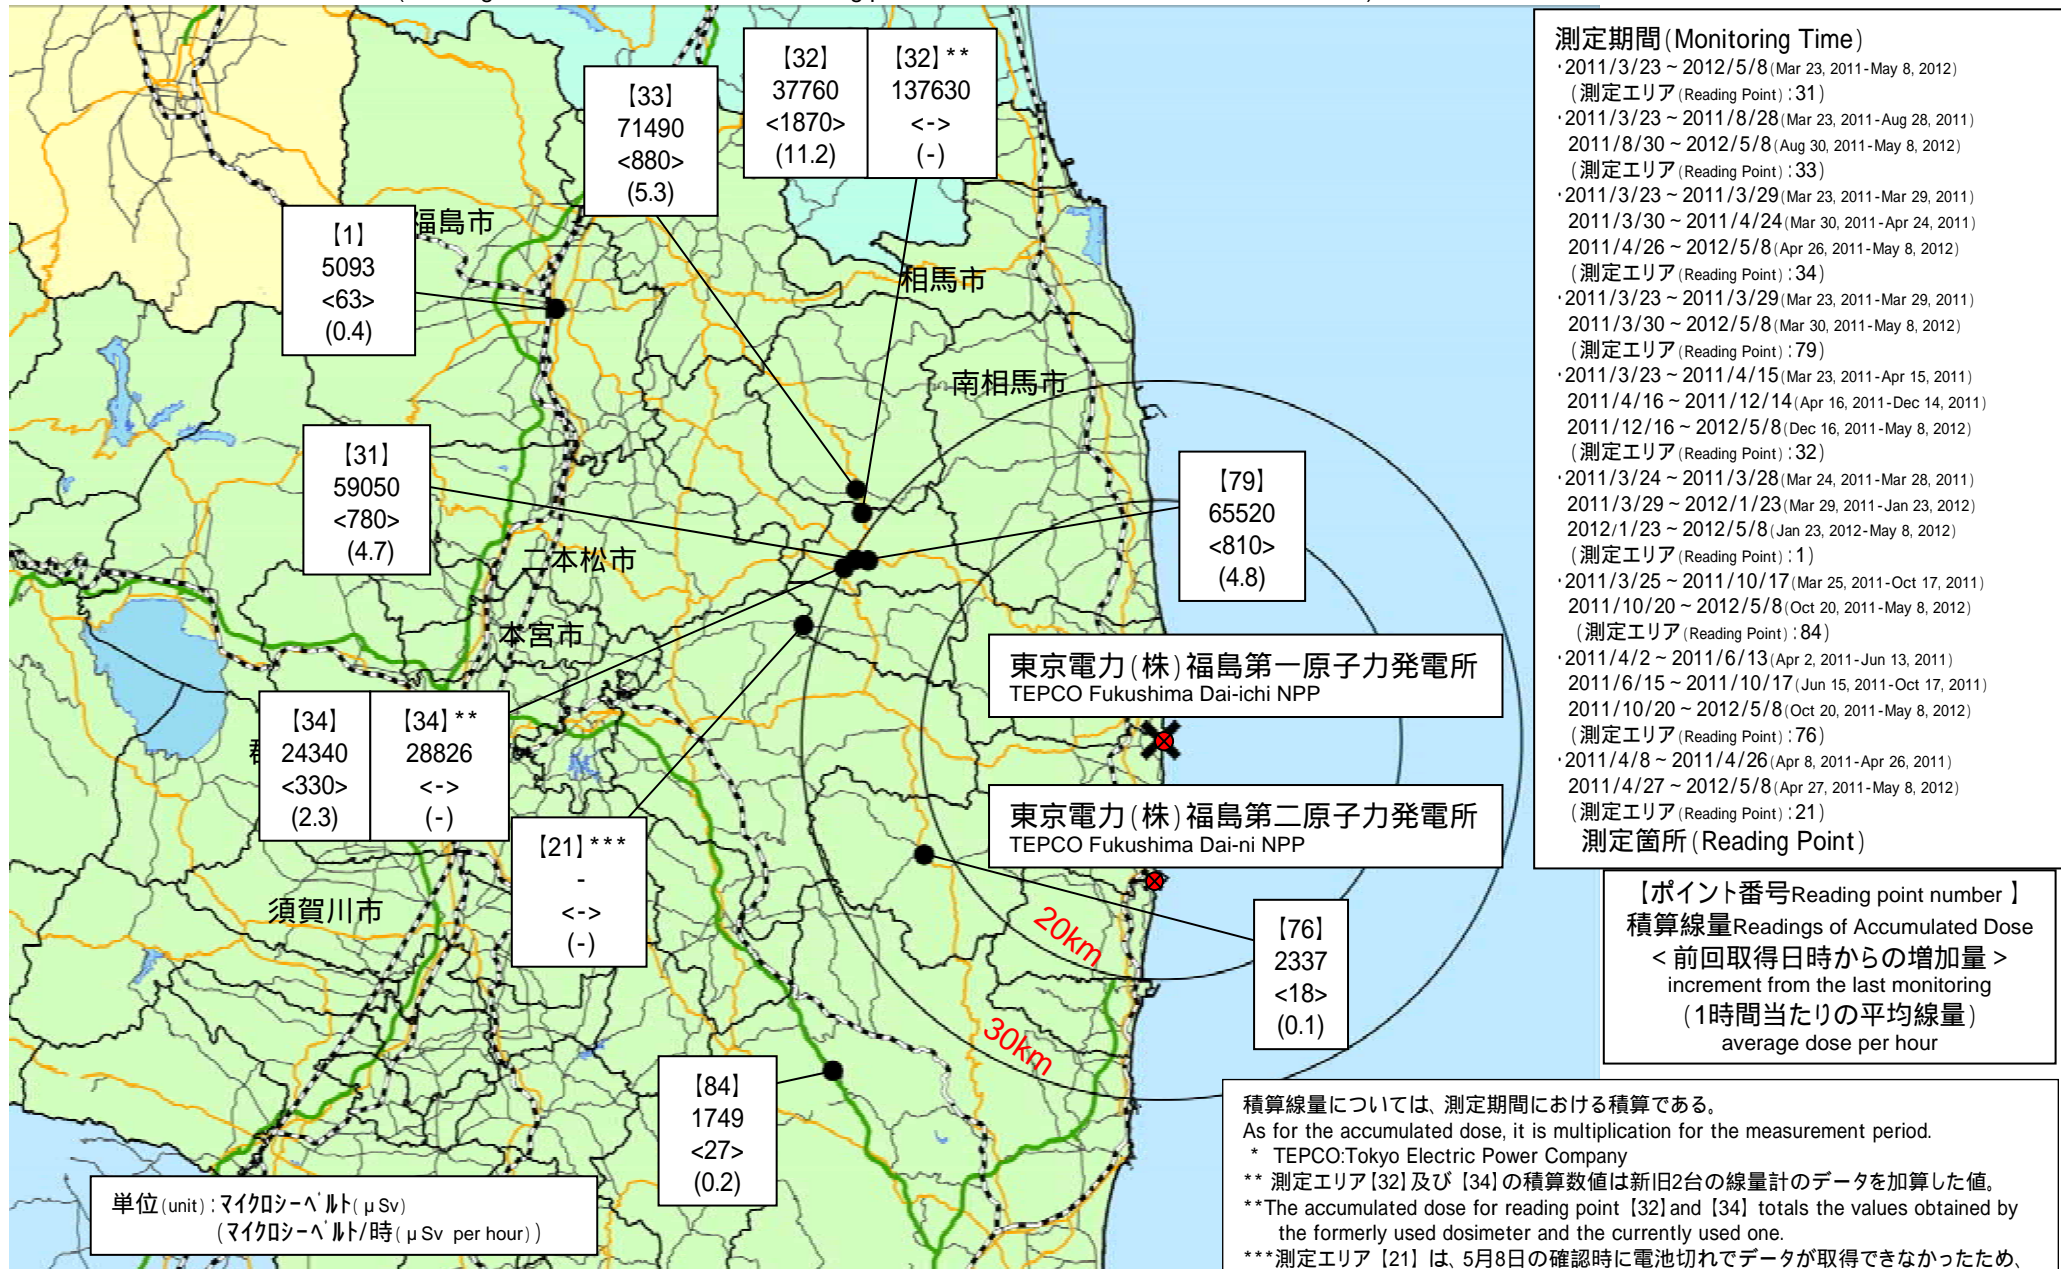 【33】
71490
<880>
(5.3)
【32】
37760
<1870>
(11.2)
【32】**
137630
<->
(-)
【1】
5093
<63>
(0.4)
福島市
相馬市
南相馬市
【31】
59050
<780>
(4.7)
【79】
65520
<810>
(4.8)
二本松市
本宮市
東京電力(株)福島第一原子力発電所
TEPCO Fukushima Dai-ichi NPP
【34】
24340
<330>
(2.3)
【34】**
28826
<->
(-)
東京電力(株)福島第二原子力発電所
TEPCO Fukushima Dai-ni NPP
【21】***
-
<->
(-)
須賀川市
20km
30km
【76】
2337
<18>
(0.1)
【84】
1749
<27>
(0.2)
単位(unit):マイクロシーベルト(μSv)
(マイクロシーベルト/時(μSv per hour))
測定期間(Monitoring Time)
・2011/3/23～2012/5/8(Mar 23, 2011-May 8, 2012)
(測定エリア(Reading Point):31)
・2011/3/23～2011/8/28(Mar 23, 2011-Aug 28, 2011)
2011/8/30～2012/5/8(Aug 30, 2011-May 8, 2012)
(測定エリア(Reading Point):33)
・2011/3/23～2011/3/29(Mar 23, 2011-Mar 29, 2011)
2011/3/30～2011/4/24(Mar 30, 2011-Apr 24, 2011)
2011/4/26～2012/5/8(Apr 26, 2011-May 8, 2012)
(測定エリア(Reading Point):34)
・2011/3/23～2011/3/29(Mar 23, 2011-Mar 29, 2011)
2011/3/30～2012/5/8(Mar 30, 2011-May 8, 2012)
(測定エリア(Reading Point):79)
・2011/3/23～2011/4/15(Mar 23, 2011-Apr 15, 2011)
2011/4/16～2011/12/14(Apr 16, 2011-Dec 14, 2011)
2011/12/16～2012/5/8(Dec 16, 2011-May 8, 2012)
(測定エリア(Reading Point):32)
・2011/3/24～2011/3/28(Mar 24, 2011-Mar 28, 2011)
2011/3/29～2012/1/23(Mar 29, 2011-Jan 23, 2012)
2012/1/23～2012/5/8(Jan 23, 2012-May 8, 2012)
(測定エリア(Reading Point):1)
・2011/3/25～2011/10/17(Mar 25, 2011-Oct 17, 2011)
2011/10/20～2012/5/8(Oct 20, 2011-May 8, 2012)
(測定エリア(Reading Point):84)
・2011/4/2～2011/6/13(Apr 2, 2011-Jun 13, 2011)
2011/6/15～2011/10/17(Jun 15, 2011-Oct 17, 2011)
2011/10/20～2012/5/8(Oct 20, 2011-May 8, 2012)
(測定エリア(Reading Point):76)
・2011/4/8～2011/4/26(Apr 8, 2011-Apr 26, 2011)
2011/4/27～2012/5/8(Apr 27, 2011-May 8, 2012)
(測定エリア(Reading Point):21)
測定箇所(Reading Point)
【ポイント番号Reading point number】
積算線量Readings of Accumulated Dose
<前回取得日時からの増加量>
increment from the last monitoring
(1時間当たりの平均線量)
average dose per hour
積算線量については、測定期間における積算である。
As for the accumulated dose, it is multiplication for the measurement period.
* TEPCO:Tokyo Electric Power Company
** 測定エリア【32】及び【34】の積算数値は新旧2台の線量計のデータを加算した値。
**The accumulated dose for reading point【32】and【34】totals the values obtained by
the formerly used dosimeter and the currently used one.
***測定エリア【21】は、5月8日の確認時に電池切れでデータが取得できなかったため、